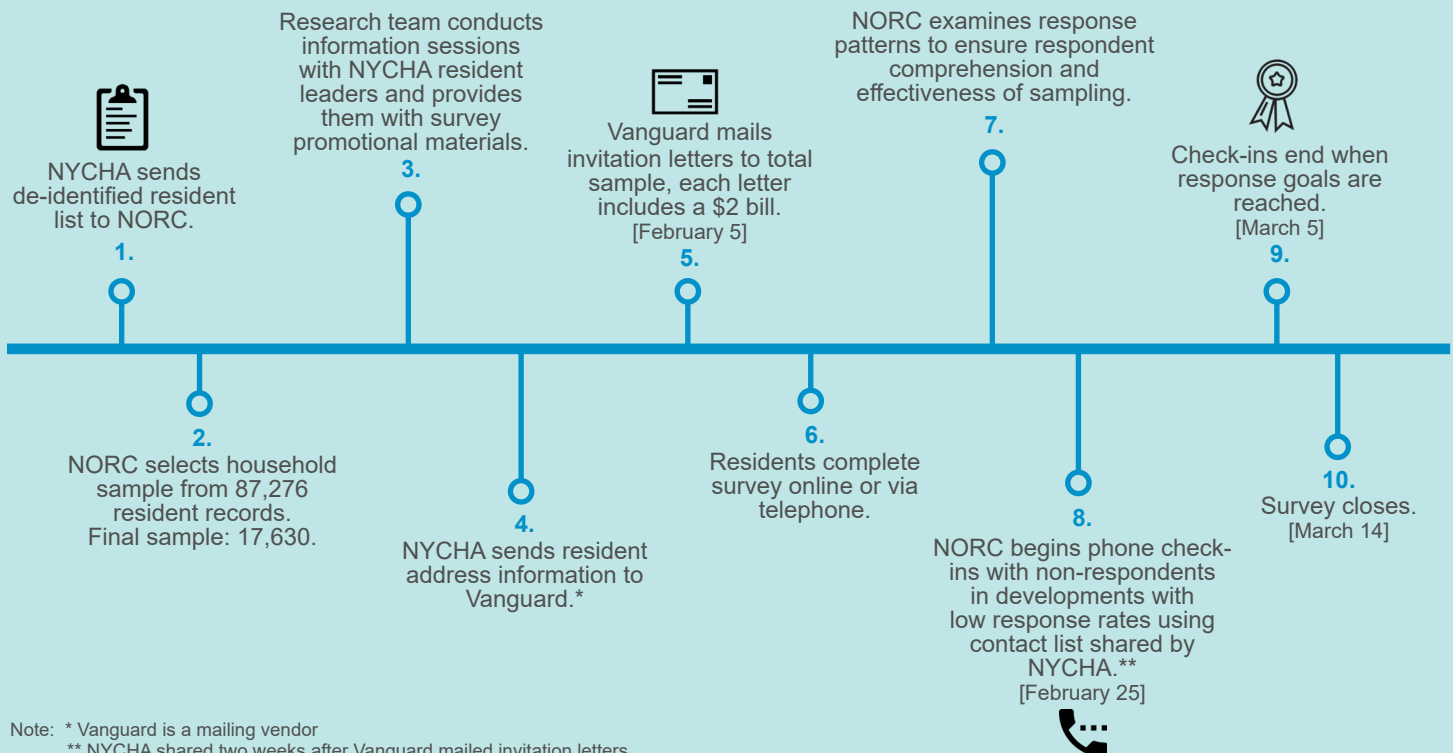 NYCHA sends
de-identified resident
list to NORC.
1.
2.
NORC selects household
sample from 87,276
resident records.
Final sample: 17,630.
Research team conducts
information sessions
with NYCHA resident
leaders and provides
them with survey
promotional materials.
3.
4.
NYCHA sends resident
address information to
Vanguard.*
Vanguard mails
invitation letters to total
sample, each letter
includes a $2 bill.
[February 5]
5.
6.
Residents complete
survey online or via
telephone.
NORC examines response
patterns to ensure respondent
comprehension and
effectiveness of sampling.
7.
8.
NORC begins phone check-
ins with non-respondents
in developments with
low response rates using
contact list shared by
NYCHA.**
[February 25]
Check-ins end when
response goals are
reached.
[March 5]
9.
10.
Survey closes.
[March 14]
Note: * Vanguard is a mailing vendor
** NYCHA shared two weeks after Vanguard mailed invitation letters